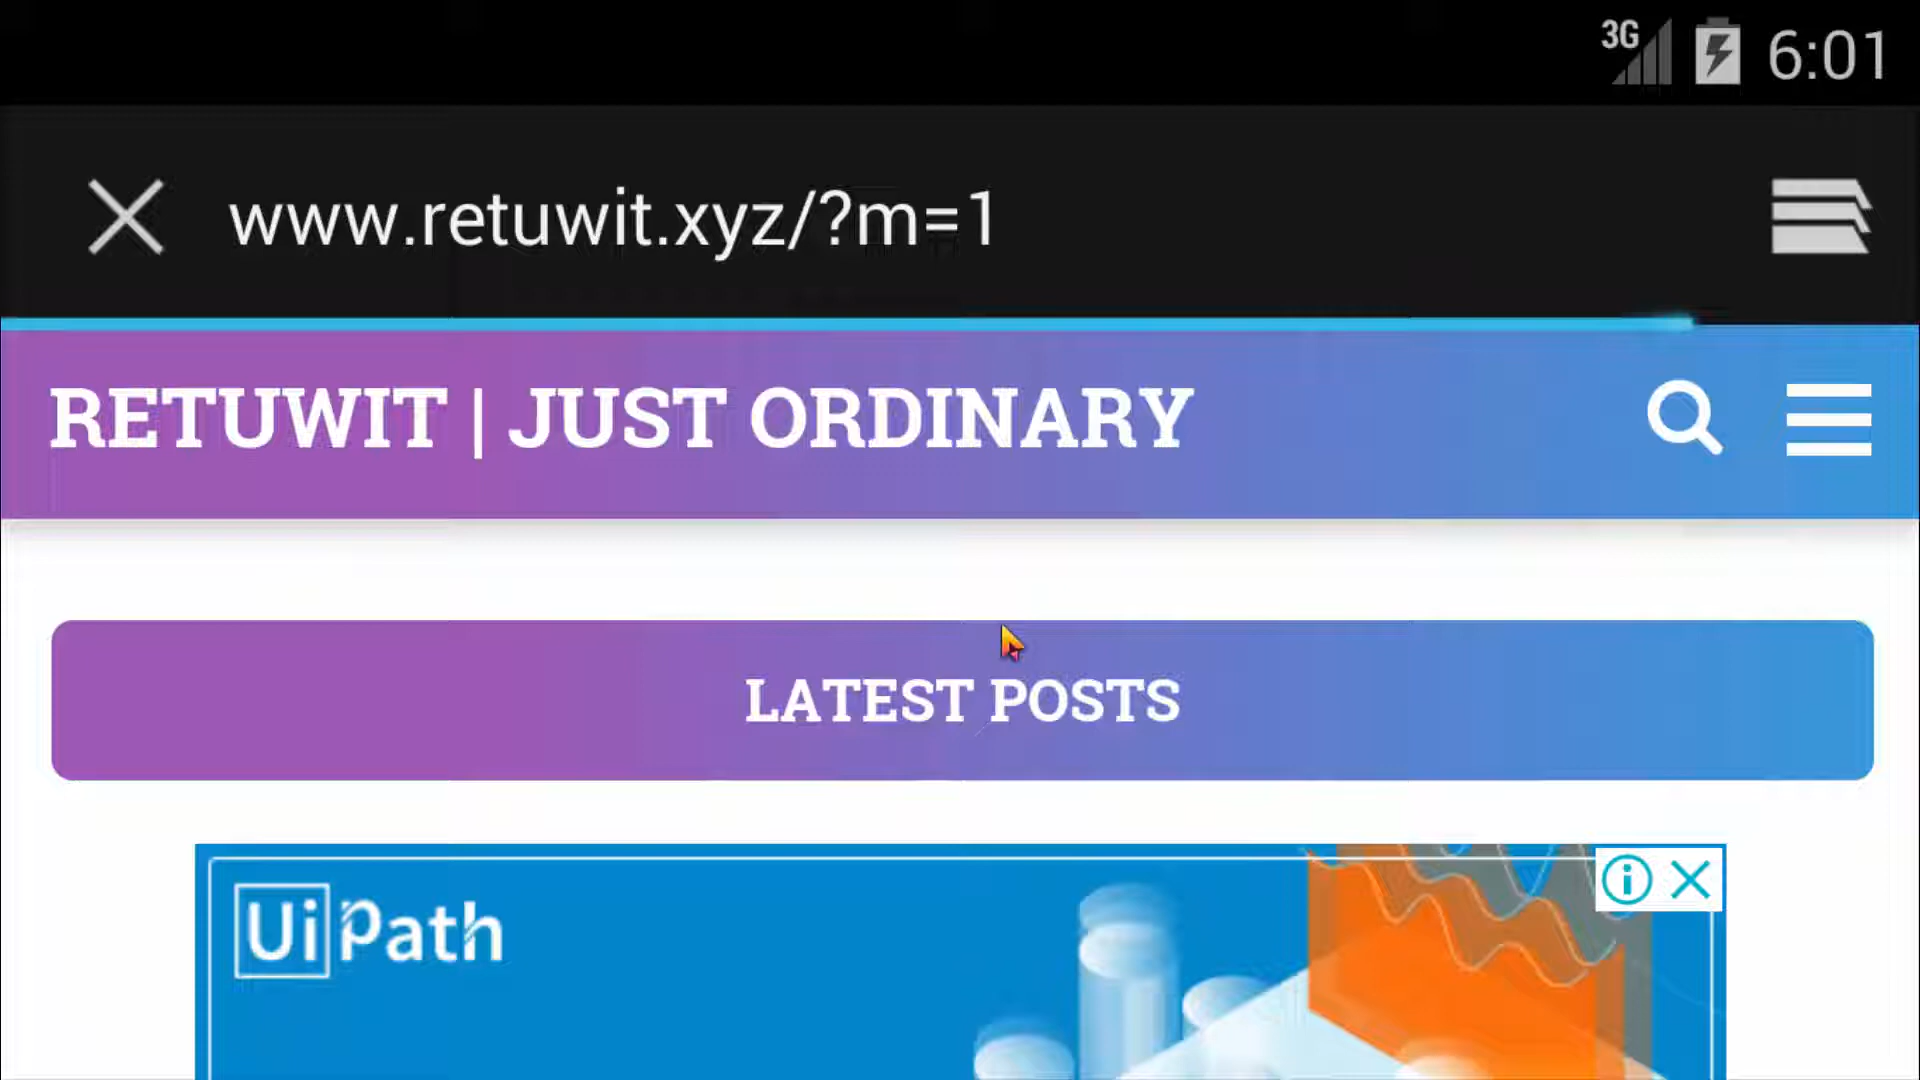 3G 6:01
www.retuwit.xyz/?m=1
RETUWIT | JUST ORDINARY
LATEST POSTS
UiPath